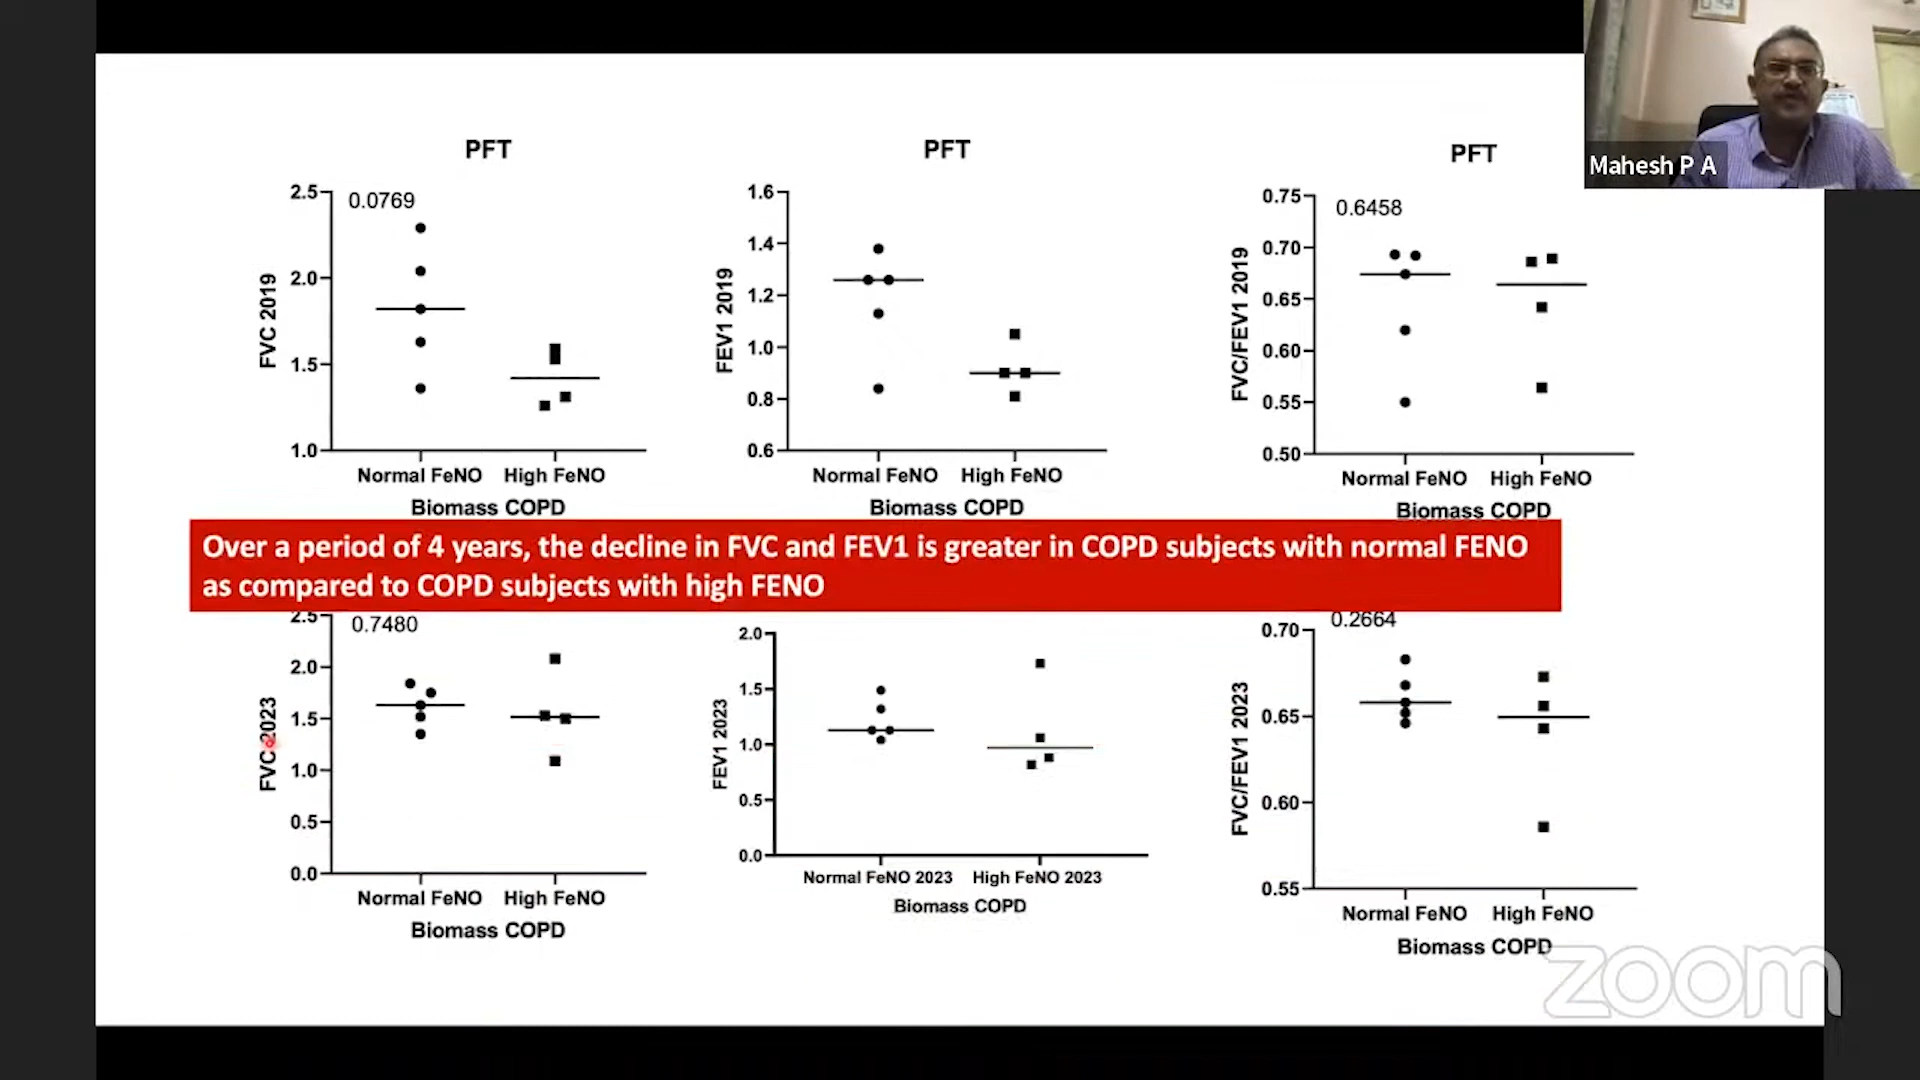 Mahesh P A
PFT
PFT
PFT
2.5
2.0
1.5
1.0
0.0769
FVC 2019
Normal FeNO
High FeNO
Biomass COPD
1.6
1.4
1.2
1.0
0.8
0.6
FEV1 2019
Normal FeNO
High FeNO
Biomass COPD
0.75
0.70
0.65
0.60
0.55
0.50
0.6458
FVC/FEV1 2019
Normal FeNO
High FeNO
Biomass COPD
Over a period of 4 years, the decline in FVC and FEV1 is greater in COPD subjects with normal FENO
as compared to COPD subjects with high FENO
2.5
2.0
1.5
1.0
0.5
0.0
0.7480
FVC 2023
Normal FeNO
High FeNO
Biomass COPD
2.0
1.5
1.0
0.5
0.0
FEV1 2023
Normal FeNO 2023
High FeNO 2023
Biomass COPD
0.70
0.65
0.60
0.55
0.2664
FVC/FEV1 2023
Normal FeNO
High FeNO
Biomass COPD
zoom